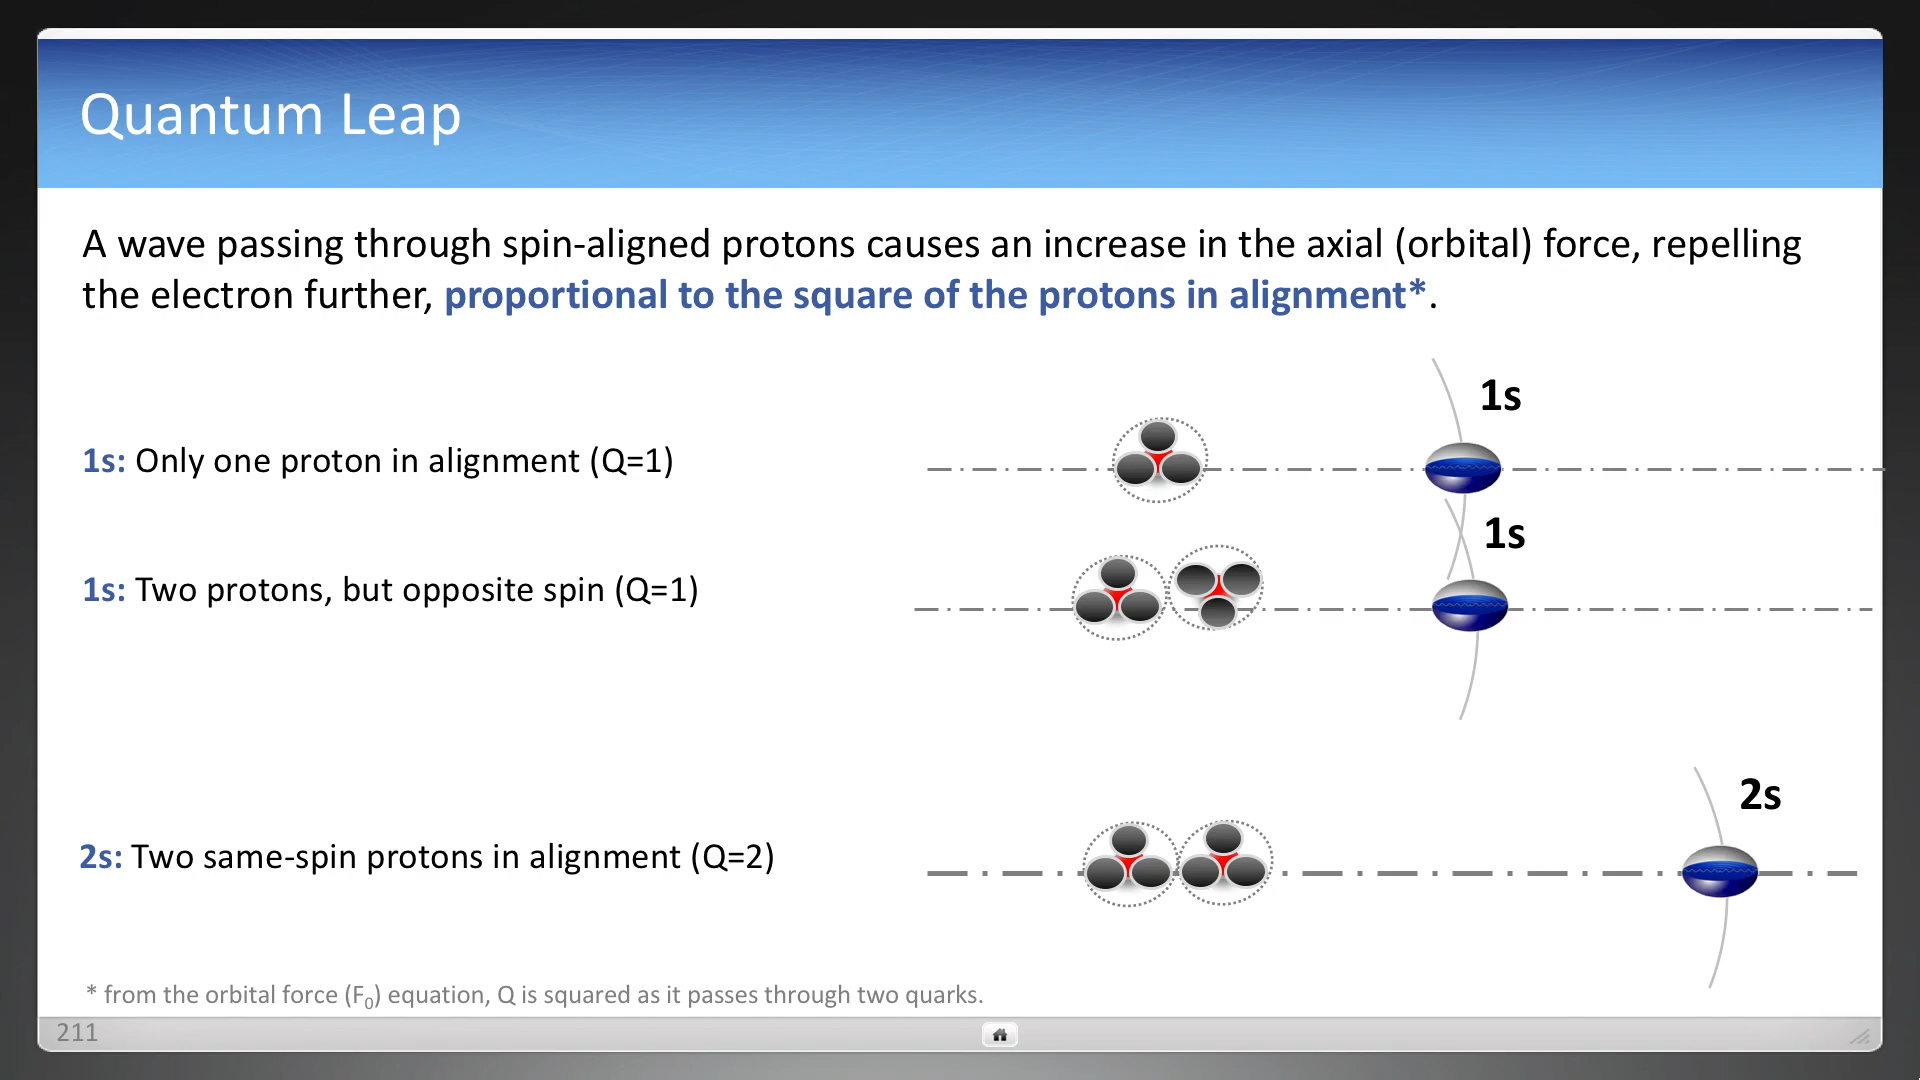 Quantum Leap
A wave passing through spin-aligned protons causes an increase in the axial (orbital) force, repelling
the electron further, proportional to the square of the protons in alignment*.
1s
1s: Only one proton in alignment (Q=1)
1s
1s: Two protons, but opposite spin (Q=1)
2s
2s: Two same-spin protons in alignment (Q=2)
* from the orbital force (F₀) equation, Q is squared as it passes through two quarks.
211